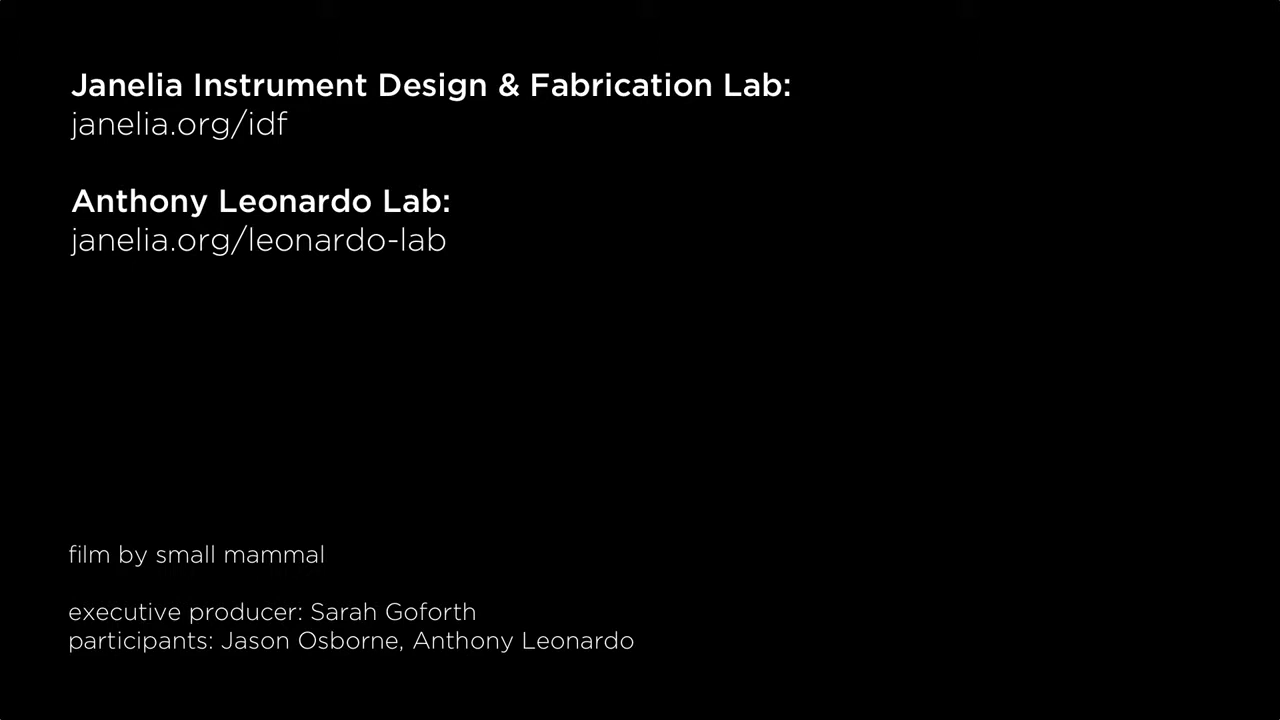 Janelia Instrument Design & Fabrication Lab:
janelia.org/idf
Anthony Leonardo Lab:
janelia.org/leonardo-lab
film by small mammal
executive producer: Sarah Goforth
participants: Jason Osborne, Anthony Leonardo